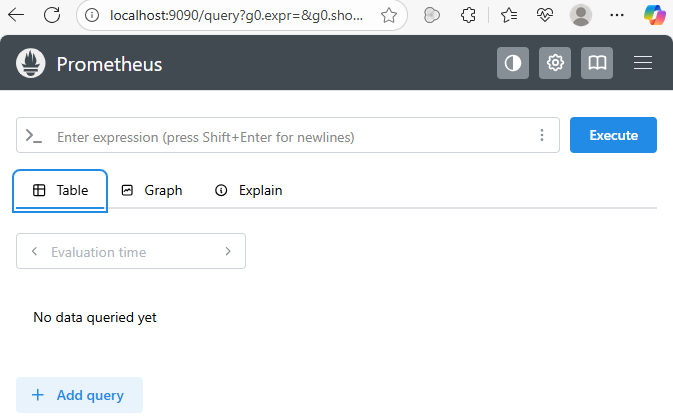 localhost:9090/query?g0.expr=&g0.sho...
Prometheus
Enter expression (press Shift+Enter for newlines)
Execute
Table
Graph
Explain
Evaluation time
No data queried yet
Add query